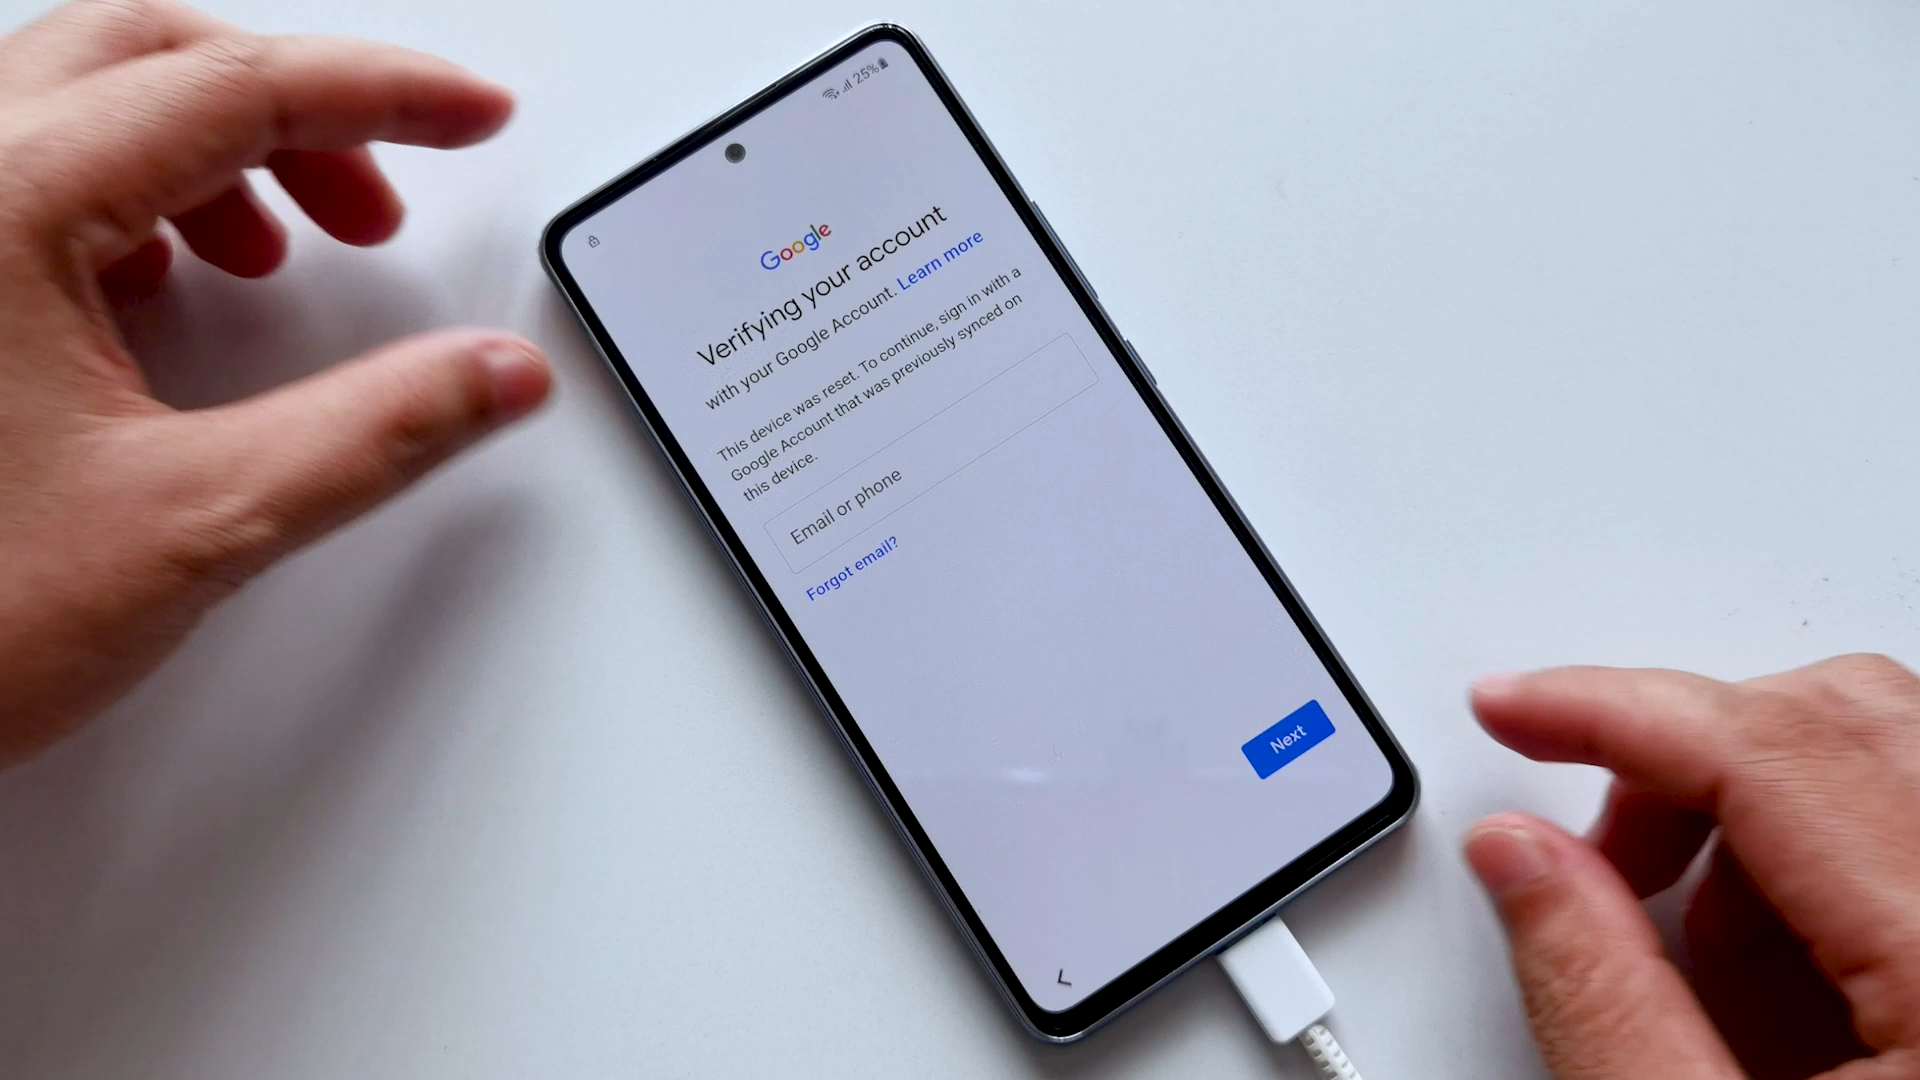 25%
Google
Verifying your account
with your Google Account. Learn more
This device was reset. To continue, sign in with a
Google Account that was previously synced on
this device.
Email or phone
Forgot email?
Next